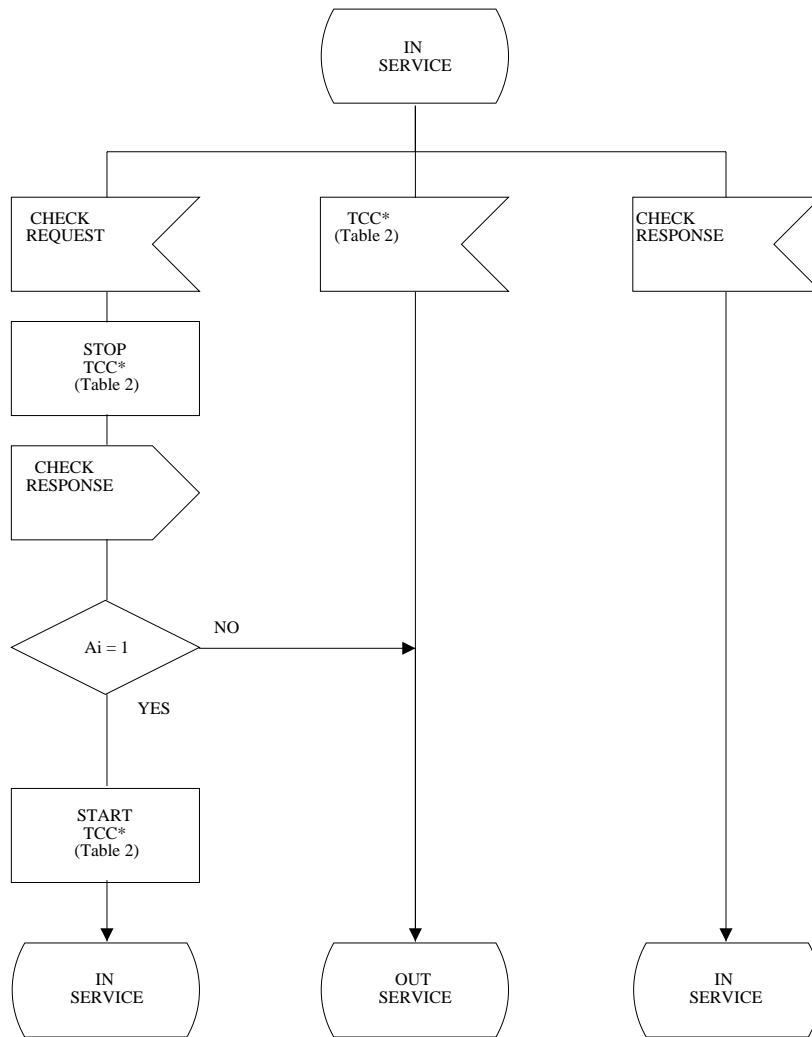 IN
SERVICE
CHECK
REQUEST
TCC*
(Table 2)
CHECK
RESPONSE
STOP
TCC*
(Table 2)
CHECK
RESPONSE
Ai = 1
NO
YES
START
TCC*
(Table 2)
IN
SERVICE
OUT
SERVICE
IN
SERVICE